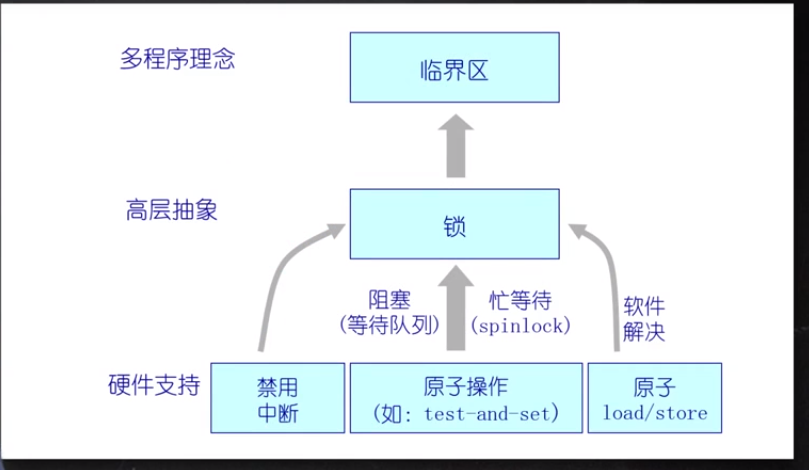 多程序理念
临界区
高层抽象
锁
阻塞
(等待队列)
忙等待
(spinlock)
软件
解决
硬件支持
禁用
中断
原子操作
(如: test-and-set)
原子
load/store